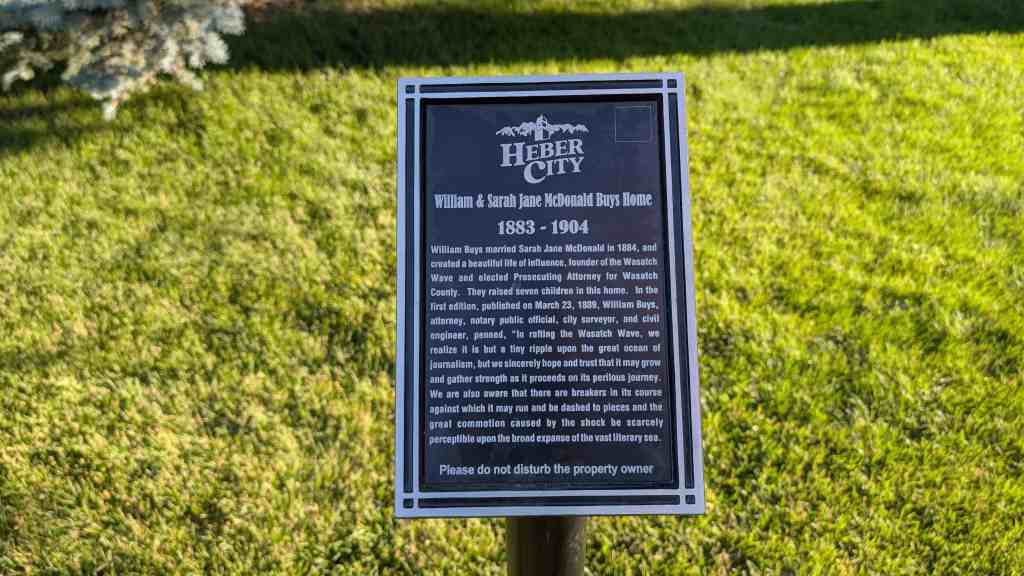 HEBER
CITY
William & Sarah Jane McDonald Buys Home
1883 - 1904
William Buys married Sarah Jane McDonald in 1884, and
created a beautiful life of influence, founder of the Wasatch
Wave and elected Prosecuting Attorney for Wasatch
County. They raised seven children in this home. In the
first edition, published on March 23, 1889, William Buys,
attorney, notary public official, city surveyor, and civil
engineer, penned, "In rafting the Wasatch Wave, we
realize it is but a tiny ripple upon the great ocean of
journalism, but we sincerely hope and trust that it may grow
and gather strength as it proceeds on its perilous journey.
We are also aware that there are breakers in its course
against which it may run and be dashed to pieces and the
great commotion caused by the shock be scarcely
perceptible upon the broad expanse of the vast literary sea.
Please do not disturb the property owner